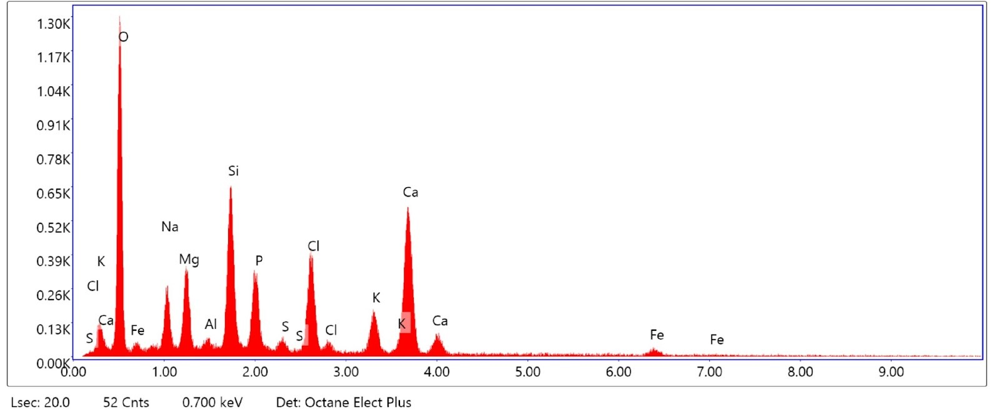 1.30K
O
1.17K
1.04K
0.91K
0.78K
Si
0.65K
Ca
0.52K
Na
0.39K
K
Mg
P
Cl
Cl
0.26K
K
0.13K
S
Ca
Fe
Al
S
S
Cl
K
Ca
Fe
Fe
0.00K
0.00 1.00 2.00 3.00 4.00 5.00 6.00 7.00 8.00 9.00
Lsec: 20.0 52 Cnts 0.700 keV Det: Octane Elect Plus